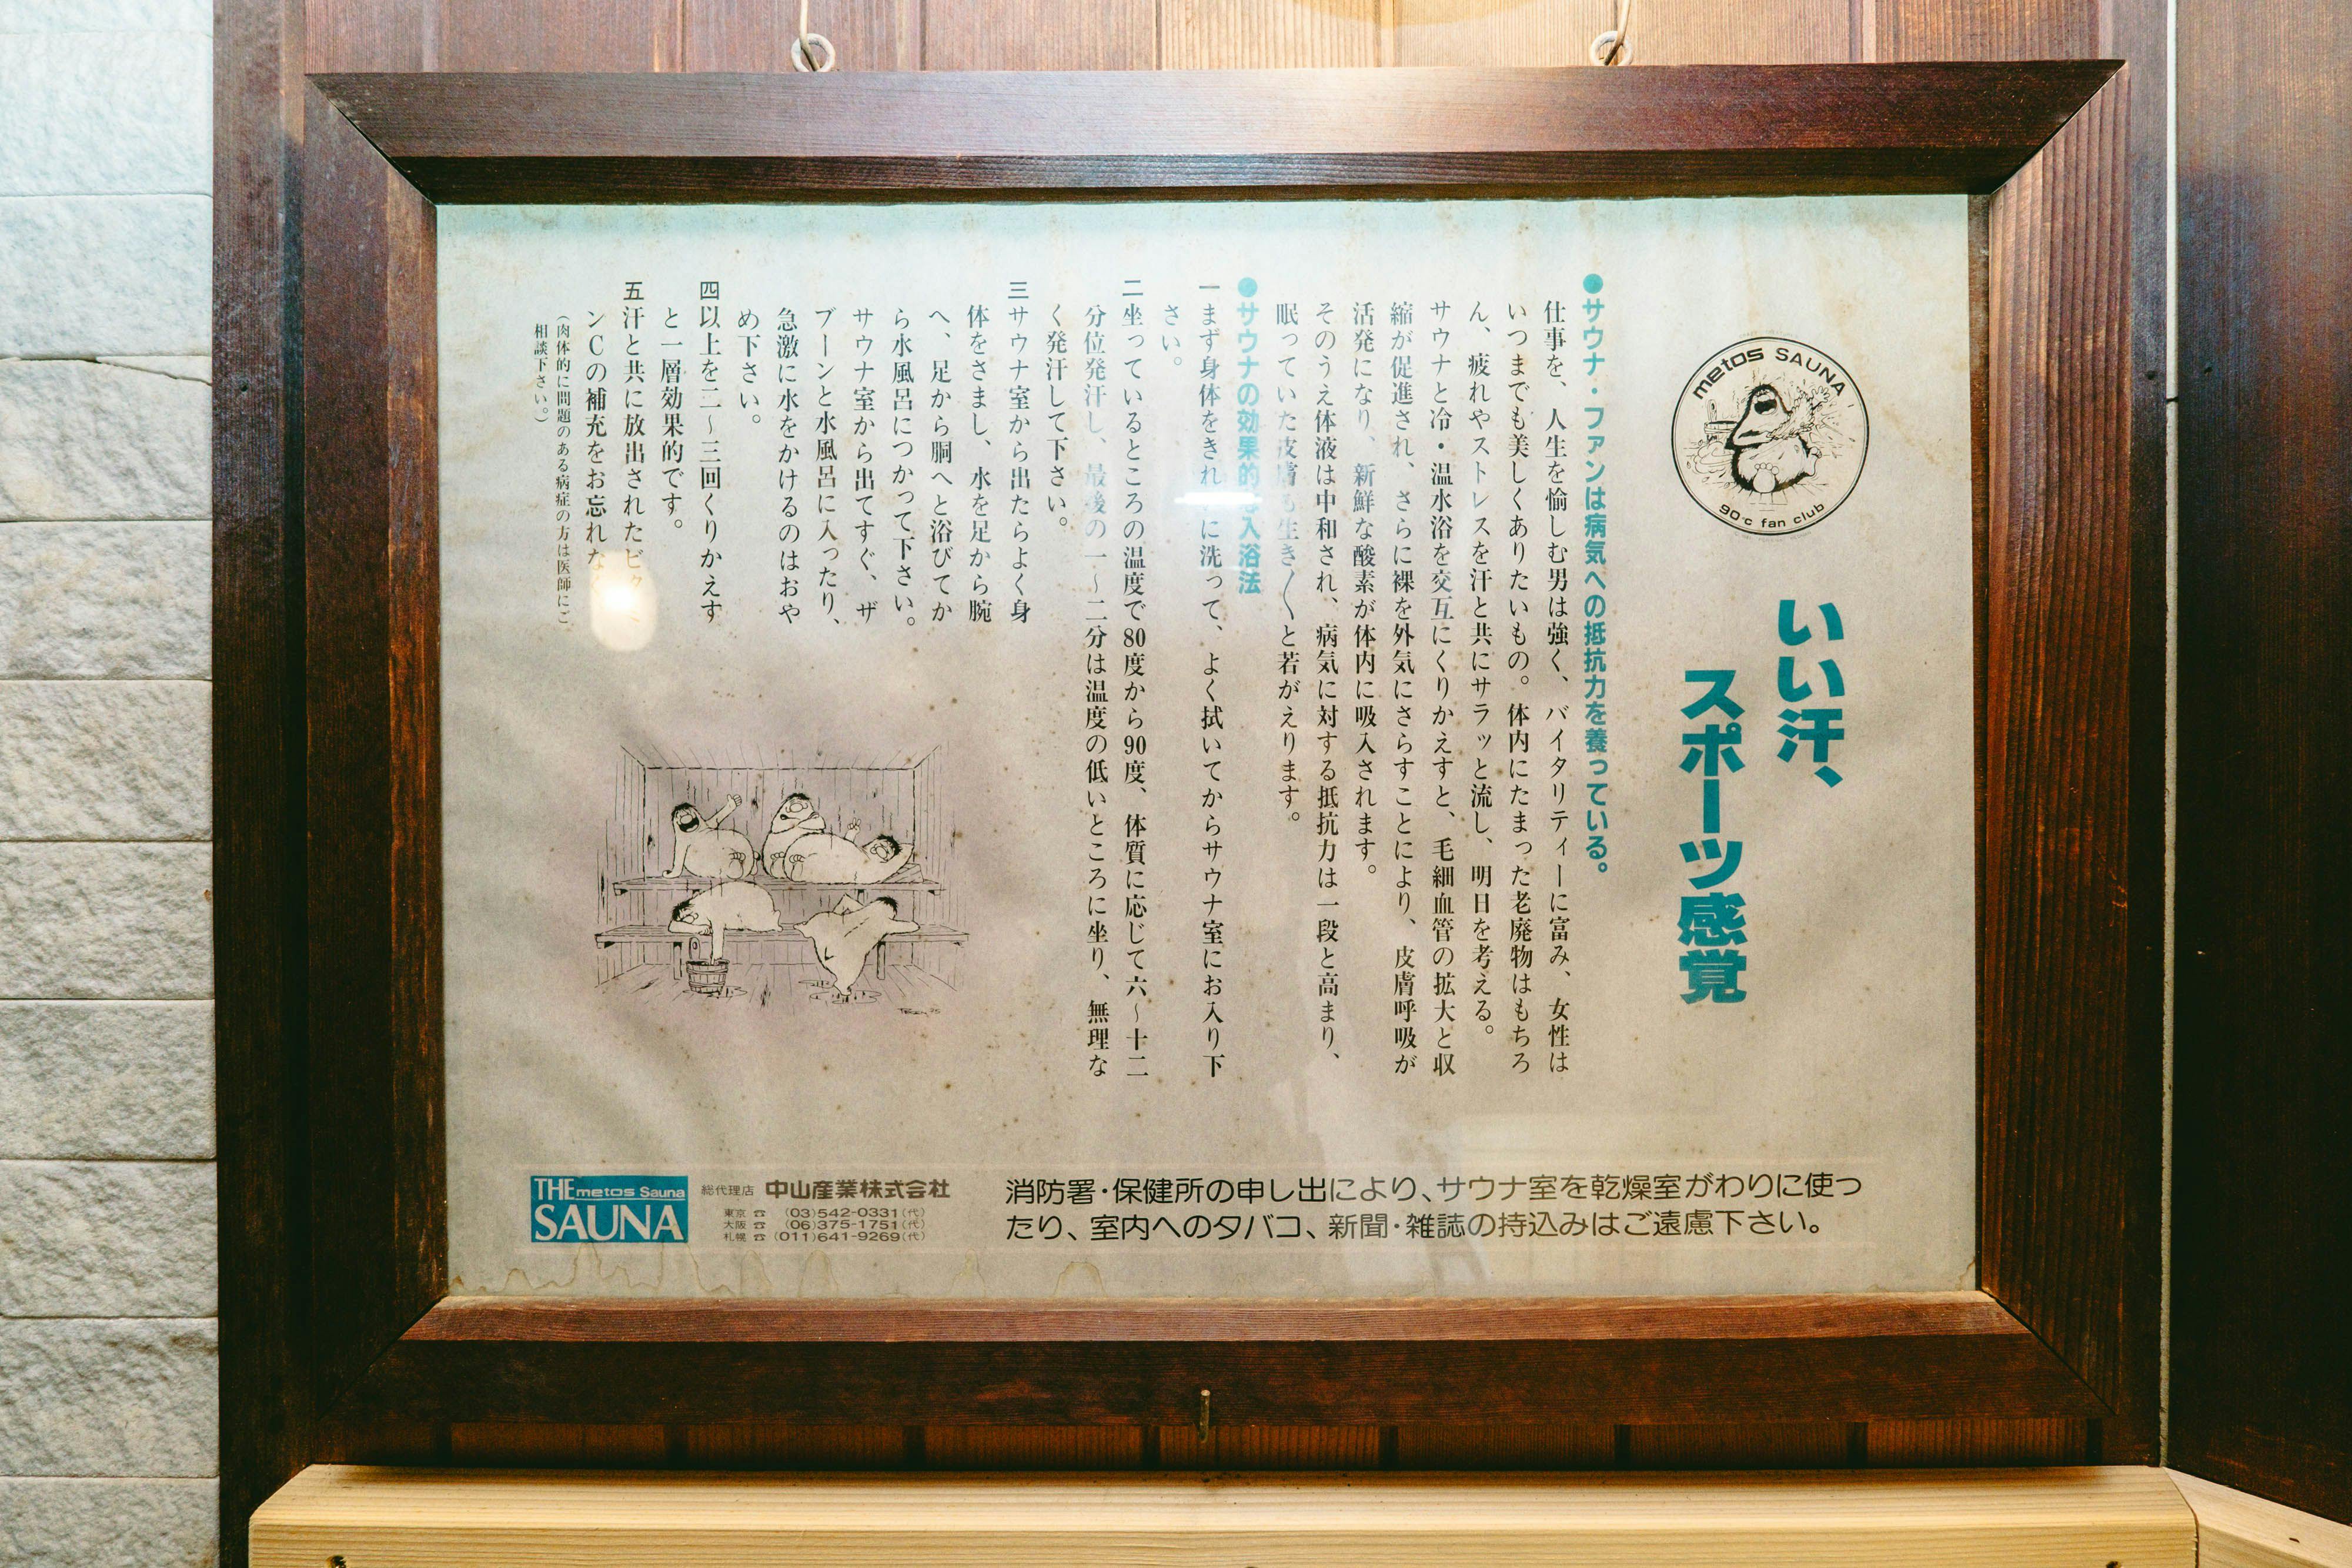 metos SAUNA
90°c fan club
いい汗、
スポーツ感覚
●サウナ・ファンは病気への抵抗力を養っている。
仕事を、人生を愉しむ男は強く、バイタリティーに富み、女性は
いつまでも美しくありたいもの。体内にたまった老廃物はもちろ
ん、疲れやストレスを汗と共にサラッと流し、明日を考える。
サウナと冷・温水浴を交互にくりかえすと、毛細血管の拡大と収
縮が促進され、さらに裸を外気にさらすことにより、皮膚呼吸が
活発になり、新鮮な酸素が体内に吸入されます。
そのうえ体液は中和され、病気に対する抵抗力は一段と高まり、
眠っていた皮膚も生き〳〵と若がえります。
●サウナの効果的な入浴法
一まず身体をきれいに洗って、よく拭いてからサウナ室にお入り下
さい。
二坐っているところの温度で80度から90度、体質に応じて六〜十二
分位発汗し、最後の一〜二分は温度の低いところに坐り、無理な
く発汗して下さい。
三サウナ室から出たらよく身
体をさまし、水を足から腕
へ、足から胴へと浴びてか
ら水風呂につかって下さい。
サウナ室から出てすぐ、ザ
ブーンと水風呂に入ったり、
急激に水をかけるのはおや
め下さい。
四以上を二〜三回くりかえす
と一層効果的です。
五汗と共に放出されたビタミ
ンCの補充をお忘れな
(肉体的に問題のある病症の方は医師にご
相談下さい。)
消防署・保健所の申し出により、サウナ室を乾燥室がわりに使っ
たり、室内へのタバコ、新聞・雑誌の持込みはご遠慮下さい。
THE metos Sauna
SAUNA
総代理店 中山産業株式会社
東京 ☎ (03)542-0331(代)
大阪 ☎ (06)375-1751(代)
札幌 ☎ (011)641-9269(代)